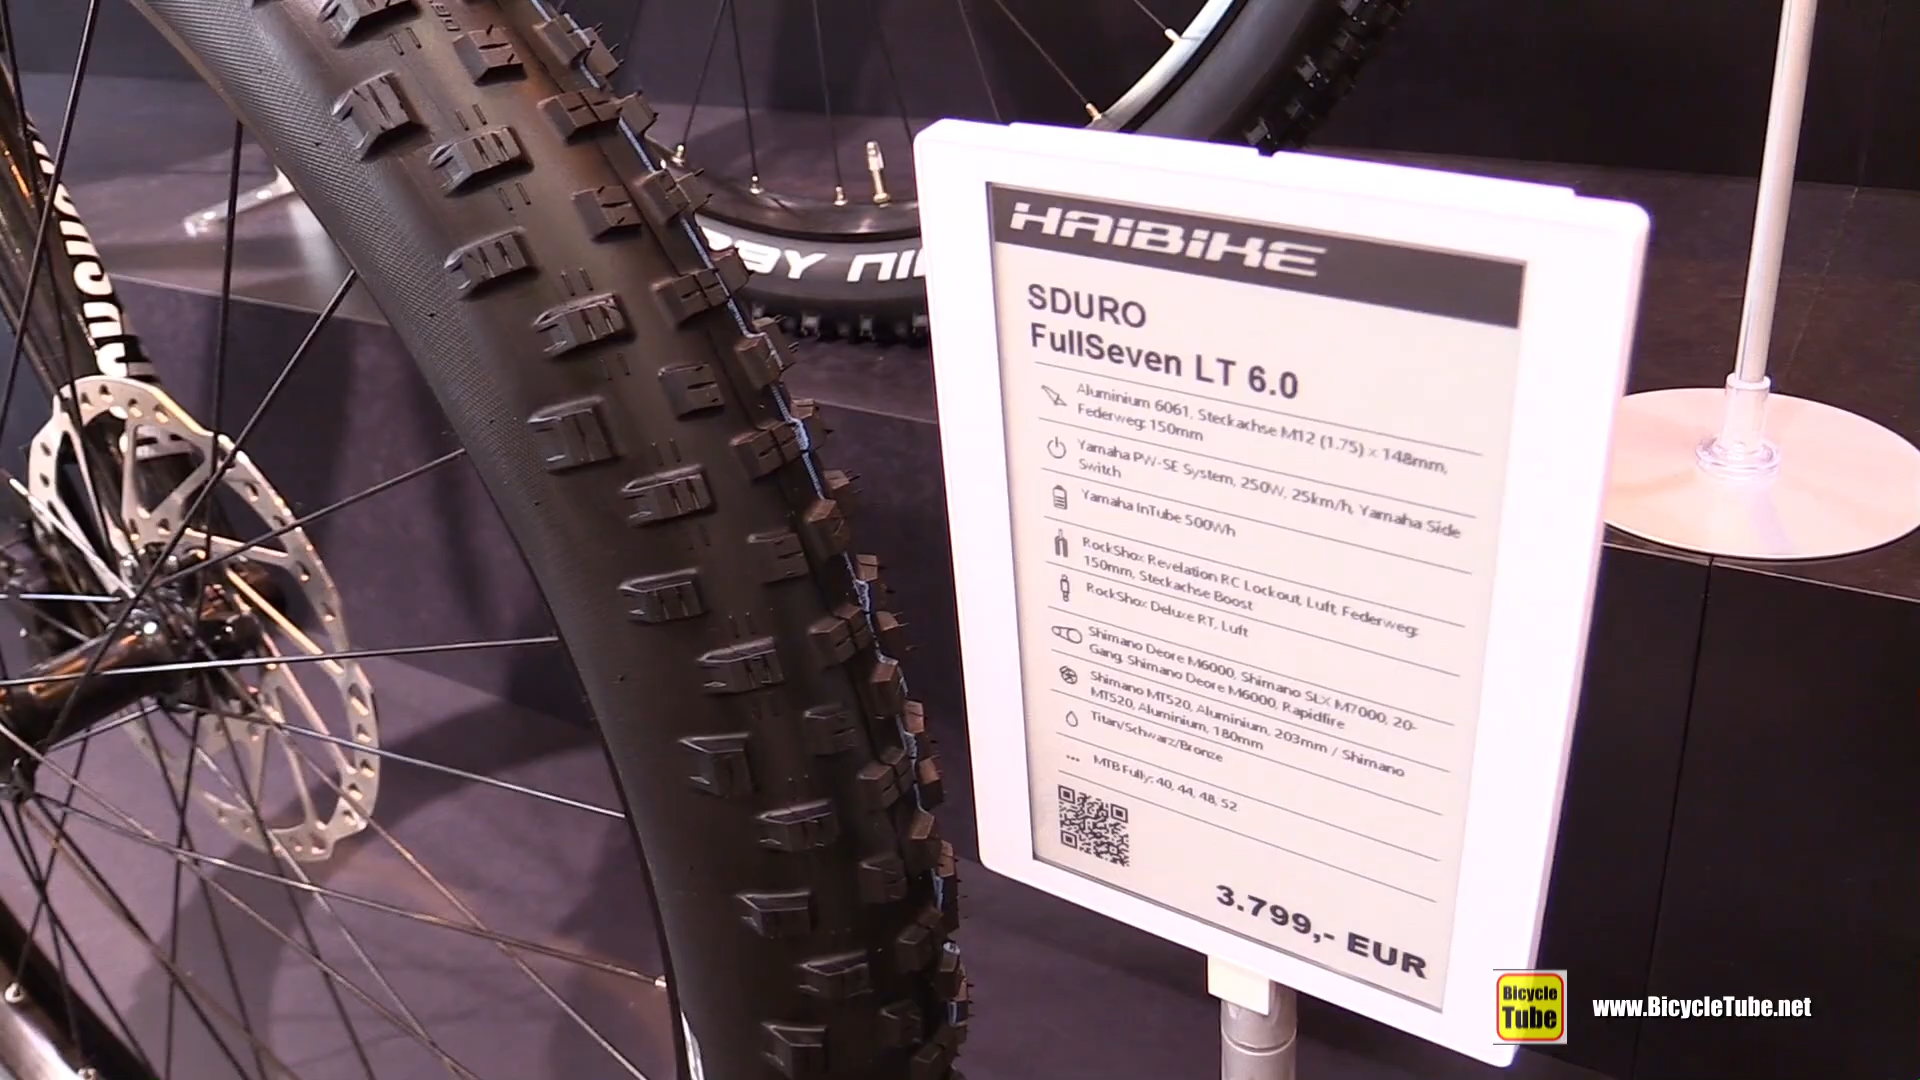 HAIBIKE
SDURO
FullSeven LT 6.0
Aluminium 6061, Steckachse M12 (1.75) x 148mm,
Federweg: 150mm
Yamaha PW-SE System, 250W, 25km/h, Yamaha Side
Switch
Yamaha InTube 500Wh
RockShox Revelation RC Lockout, Luft, Federweg:
150mm, Steckachse Boost
RockShox Deluxe RT, Luft
Shimano Deore M6000, Shimano SLX M7000, 20-
Gang, Shimano Deore M6000, Rapidfire
Shimano MT520, Aluminium, 203mm / Shimano
MT520, Aluminium, 180mm
Titan/Schwarz/Bronze
MTB Fully: 40, 44, 48, 52
3.799,- EUR
Bicycle
Tube
www.BicycleTube.net